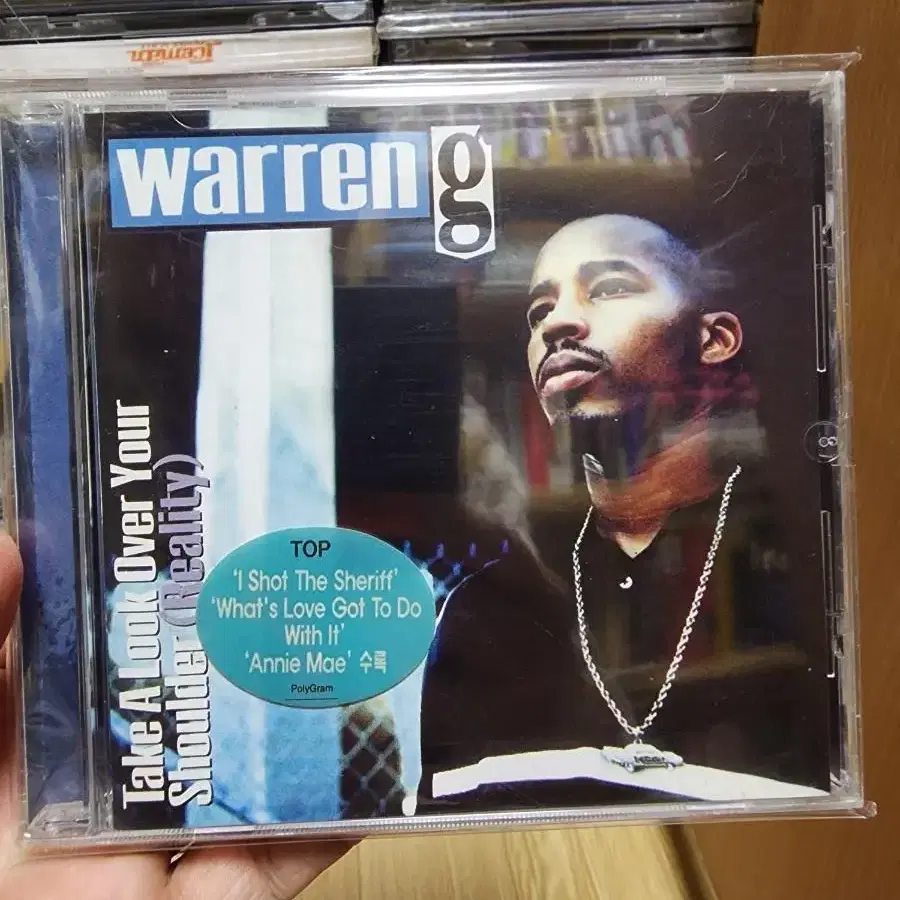 warren g
Take A Look Over Your
Shoulder (Reality)
TOP
'I Shot The Sheriff'
'What's Love Got To Do
With It'
'Annie Mae' 수록
PolyGram